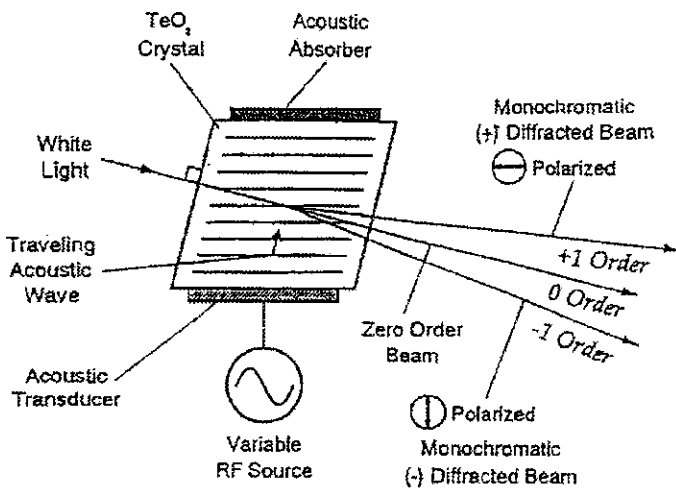 TeO₂
Crystal
Acoustic
Absorber
White
Light
Monochromatic
(+) Diffracted Beam
Polarized
Traveling
Acoustic
Wave
+1 Order
0 Order
-1 Order
Zero Order
Beam
Acoustic
Transducer
Polarized
Variable
RF Source
Monochromatic
(-) Diffracted Beam